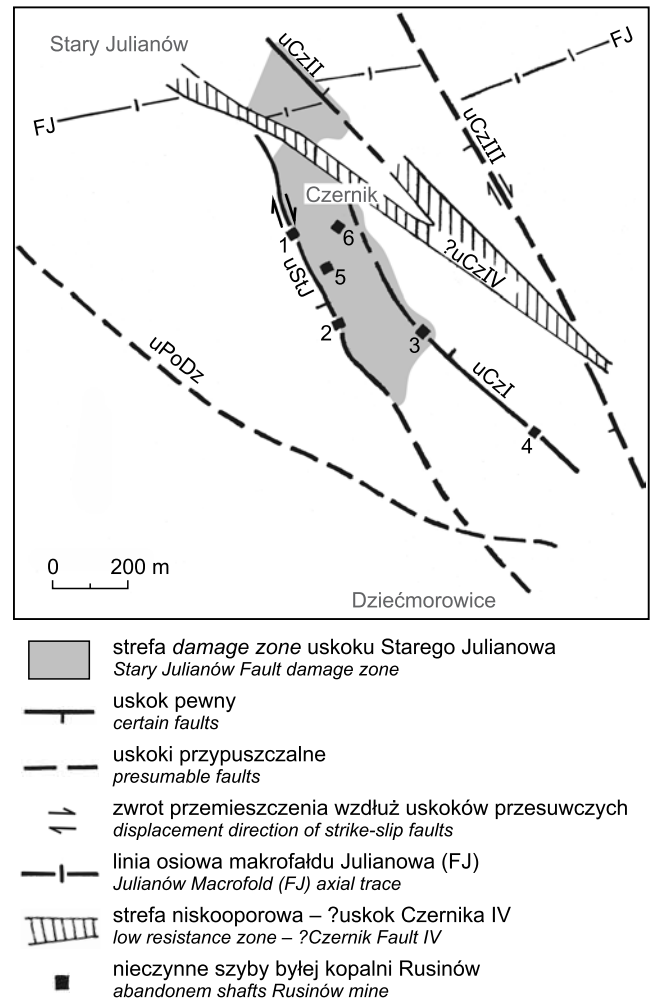 Stary Julianów
uCzII
FJ
FJ
uCzIII
Czernik
1
6
?uCzIV
5
uStJ
2
3
uPoDz
uCzI
4
0 200 m
Dziećmorowice
strefa damage zone uskoku Starego Julianowa
Stary Julianów Fault damage zone
uskok pewny
certain faults
uskoki przypuszczalne
presumable faults
zwrot przemieszczenia wzdłuż uskoków przesuwczych
displacement direction of strike-slip faults
linia osiowa makrofałdu Julianowa (FJ)
Julianów Macrofold (FJ) axial trace
strefa niskooporowa – ?uskok Czernika IV
low resistance zone – ?Czernik Fault IV
nieczynne szyby byłej kopalni Rusinów
abandonem shafts Rusinów mine